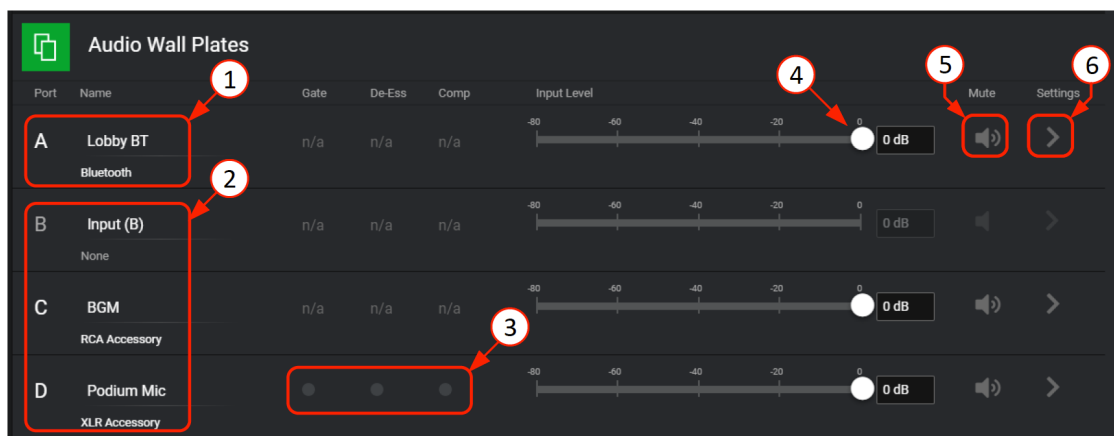 Audio Wall Plates
1
4
5
6
Port Name Gate De-Ess Comp Input Level Mute Settings
-80 -60 -40 -20 0
A Lobby BT n/a n/a n/a 0 dB
Bluetooth
2
-80 -60 -40 -20 0
B Input (B) n/a n/a n/a 0 dB
None
-80 -60 -40 -20 0
C BGM n/a n/a n/a 0 dB
RCA Accessory
3
-80 -60 -40 -20 0
D Podium Mic 0 dB
XLR Accessory